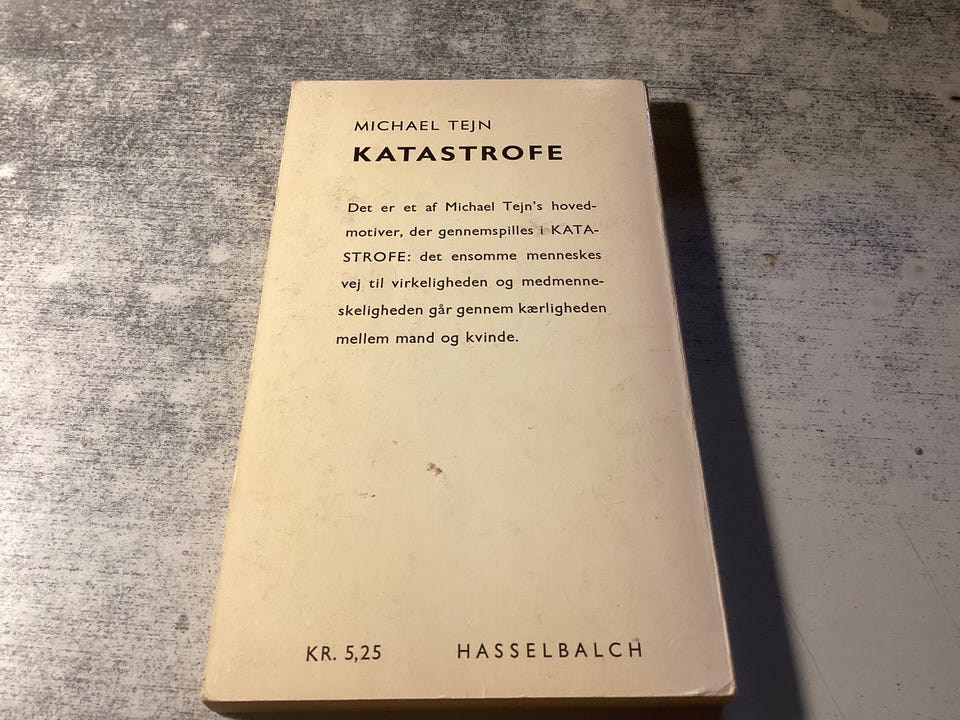 MICHAEL TEJN
KATASTROFE
Det er et af Michael Tejn's hoved-
motiver, der gennemspilles i KATA-
STROFE: det ensomme menneskes
vej til virkeligheden og medmenne-
skeligheden går gennem kærligheden
mellem mand og kvinde.
KR. 5,25 HASSELBALCH